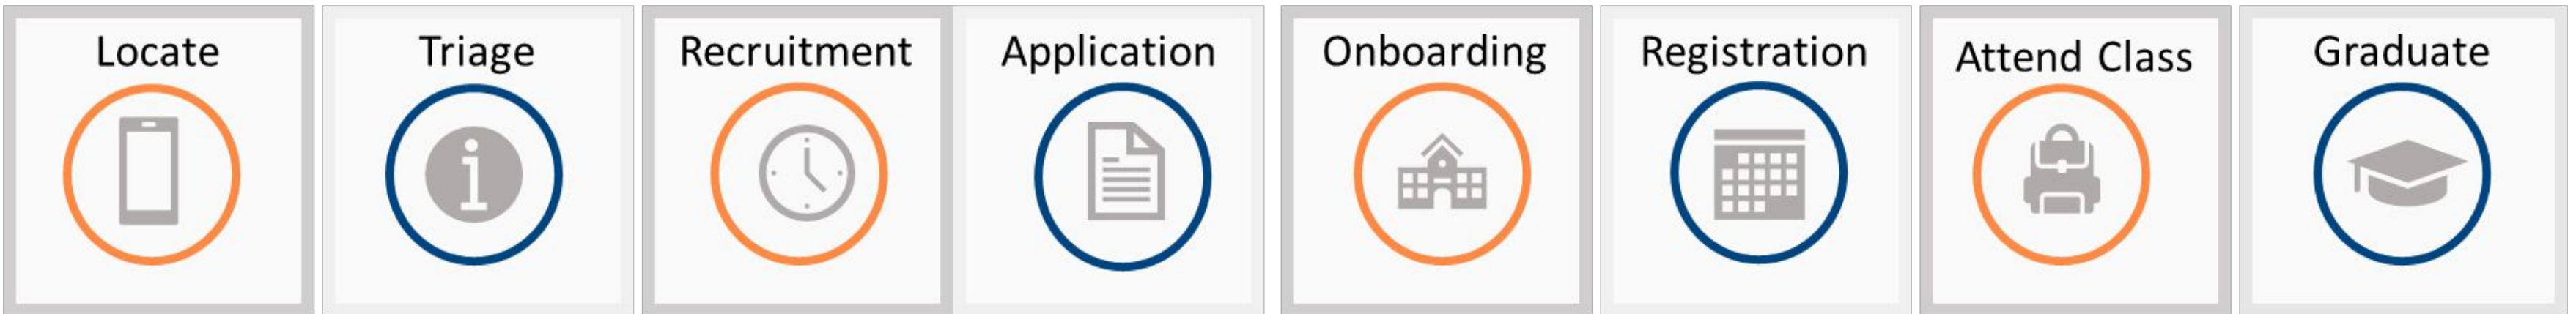 Locate
Triage
Recruitment
Application
Onboarding
Registration
Attend Class
Graduate